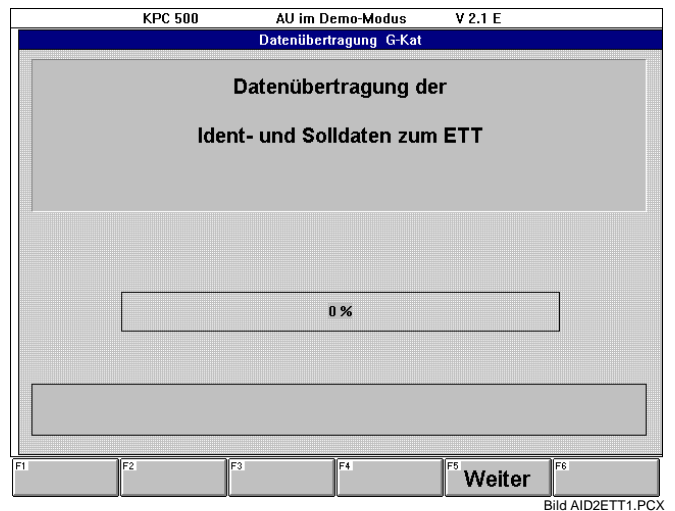 KPC 500 AU im Demo-Modus V 2.1 E
Datenübertragung G-Kat
Datenübertragung der
Ident- und Solldaten zum ETT
0 %
F1 F2 F3 F4 F5 Weiter F6
Bild AID2ETT1.PCX